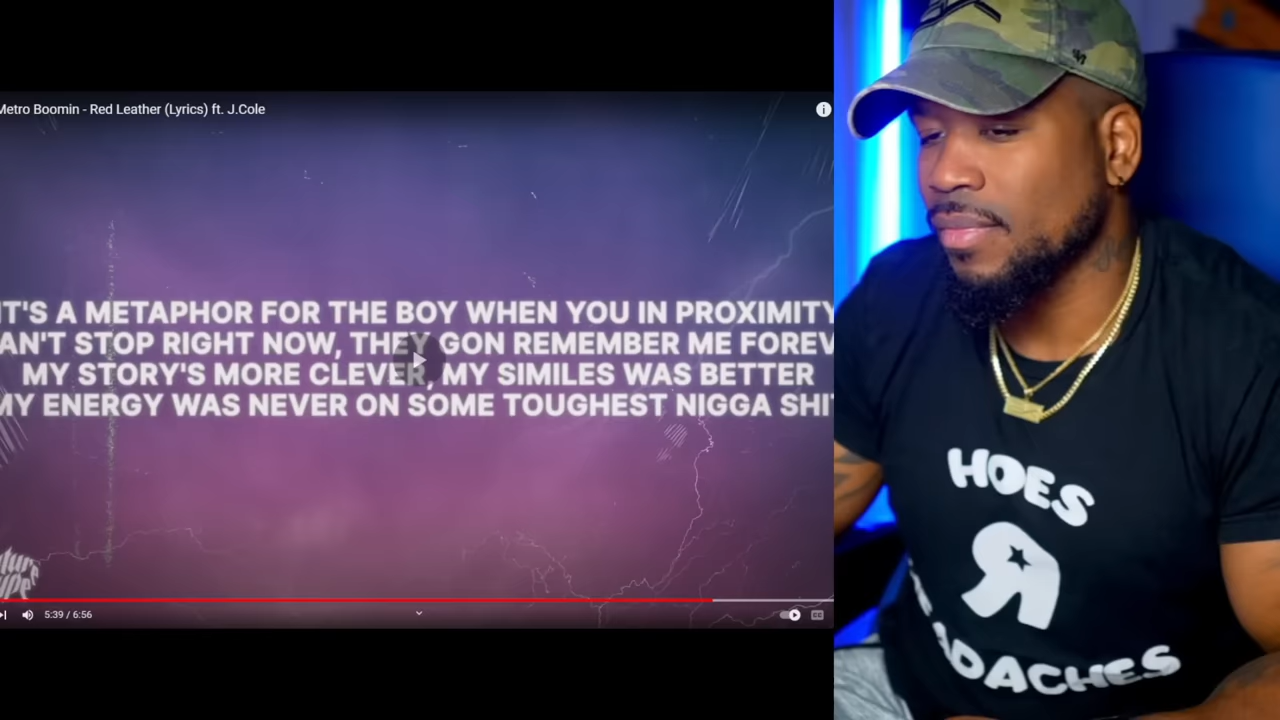 Metro Boomin - Red Leather (Lyrics) ft. J.Cole
IT'S A METAPHOR FOR THE BOY WHEN YOU IN PROXIMITY
AN'T STOP RIGHT NOW, THEY GON REMEMBER ME FOREV
MY STORY'S MORE CLEVER, MY SIMILES WAS BETTER
MY ENERGY WAS NEVER ON SOME TOUGHEST NIGGA SHIT
5:39 / 6:56
HOES
R
ADACHES